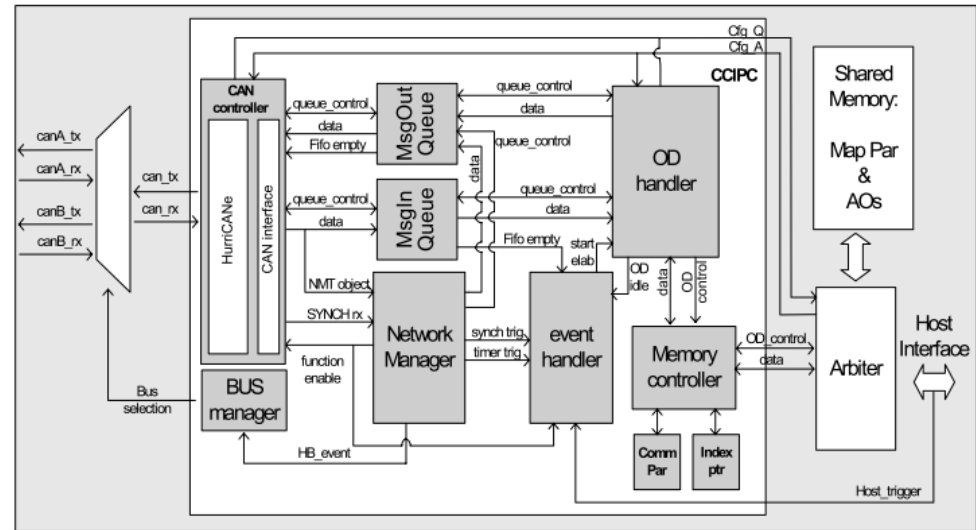 Cfg_Q
Cfg_A
CCIPC
CAN
controller
HurriCANe
CAN interface
canA_tx
canA_rx
canB_tx
canB_rx
can_tx
can_rx
queue_control
data
Fifo empty
MsgOut
Queue
queue_control
data
queue_control
data
OD
handler
queue_control
data
MsgIn
Queue
queue_control
data
Fifo empty
start
elab
OD
idle
data
OD
control
NMT object
SYNCH rx
function
enable
Network
Manager
synch trig
timer trig
event
handler
Memory
controller
OD_control
data
Comm
Par
Index
ptr
Bus
selection
BUS
manager
HB_event
Shared
Memory:
Map Par
&
AOs
Arbiter
Host
Interface
Host_trigger